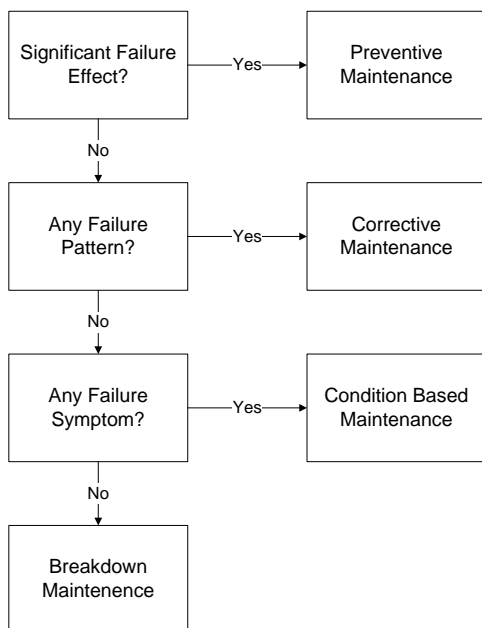 Significant Failure
Effect?
Yes
Preventive
Maintenance
No
Any Failure
Pattern?
Yes
Corrective
Maintenance
No
Any Failure
Symptom?
Yes
Condition Based
Maintenance
No
Breakdown
Maintenence